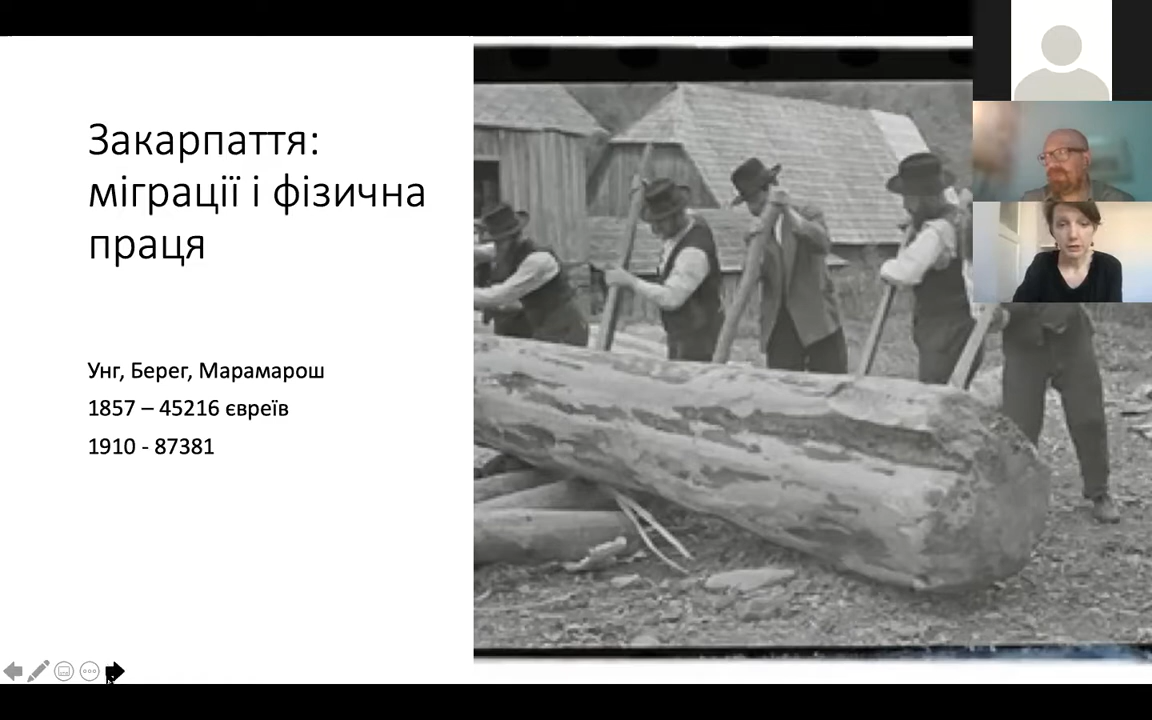 Закарпаття:
міграції і фізична
праця
Унг, Берег, Марамарош
1857 – 45216 євреїв
1910 - 87381